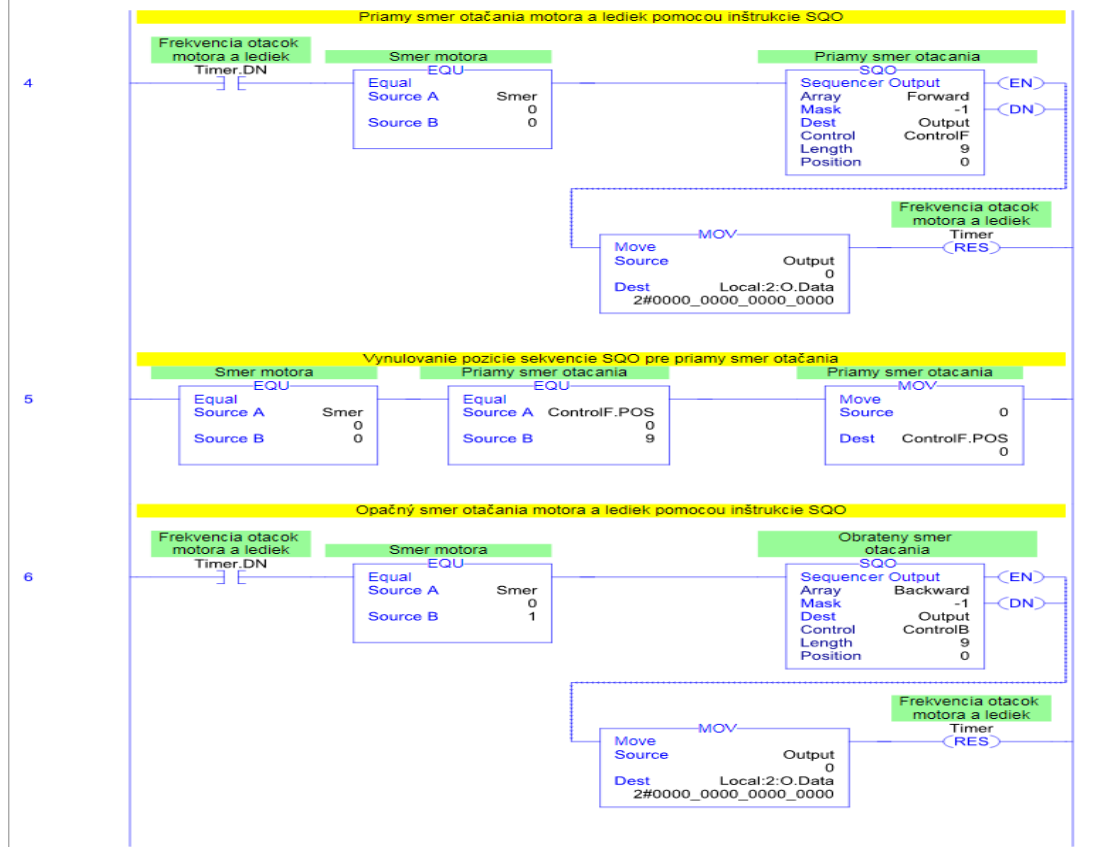 Priamy smer otačania motora a lediek pomocou inštrukcie SQO
Frekvencia otacok
motora a lediek
Timer.DN
Smer motora
EQU
Equal
Source A Smer
0
Source B 0
Priamy smer otacania
SQO
Sequencer Output
Array Forward
Mask -1
Dest Output
Control ControlF
Length 9
Position 0
EN
DN
4
MOV
Move
Source Output
0
Dest Local:2:O.Data
2#0000_0000_0000_0000
Frekvencia otacok
motora a lediek
Timer
RES
Vynulovanie pozicie sekvencie SQO pre priamy smer otáčania
5
Smer motora
EQU
Equal
Source A Smer
0
Source B 0
Priamy smer otacania
EQU
Equal
Source A ControlF.POS
0
Source B 9
Priamy smer otacania
MOV
Move
Source 0
Dest ControlF.POS
0
Opačný smer otáčania motora a lediek pomocou inštrukcie SQO
Frekvencia otacok
motora a lediek
Timer.DN
6
Smer motora
EQU
Equal
Source A Smer
0
Source B 1
Obrateny smer
otacania
SQO
Sequencer Output
Array Backward
Mask -1
Dest Output
Control ControlB
Length 9
Position 0
EN
DN
MOV
Move
Source Output
0
Dest Local:2:O.Data
2#0000_0000_0000_0000
Frekvencia otacok
motora a lediek
Timer
RES